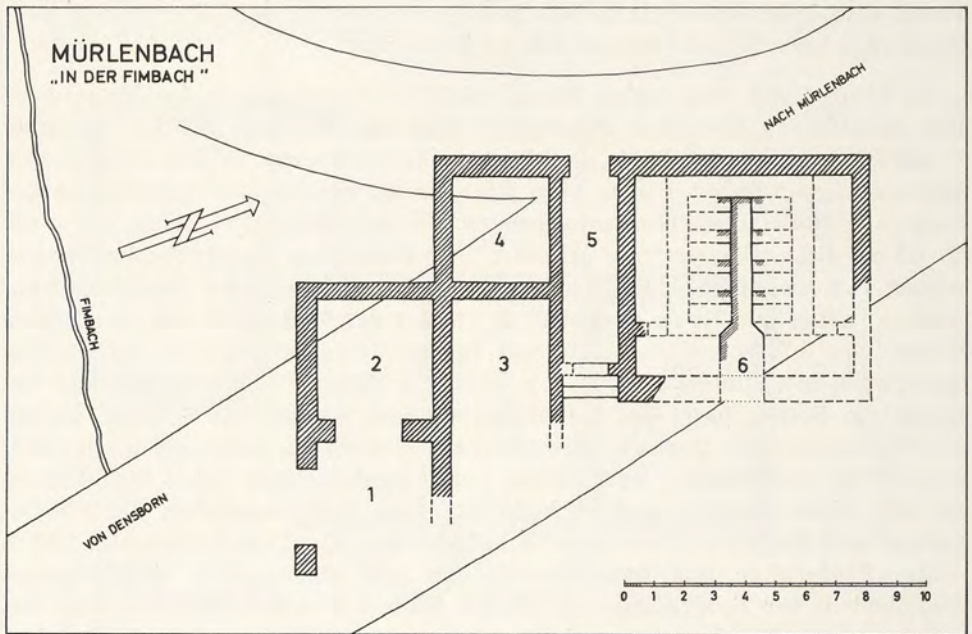 MÜRLENBACH
„IN DER FIMBACH"
NACH MÜRLENBACH
4
5
FIMBACH
2
3
6
1
VON DENSBORN
0 1 2 3 4 5 6 7 8 9 10